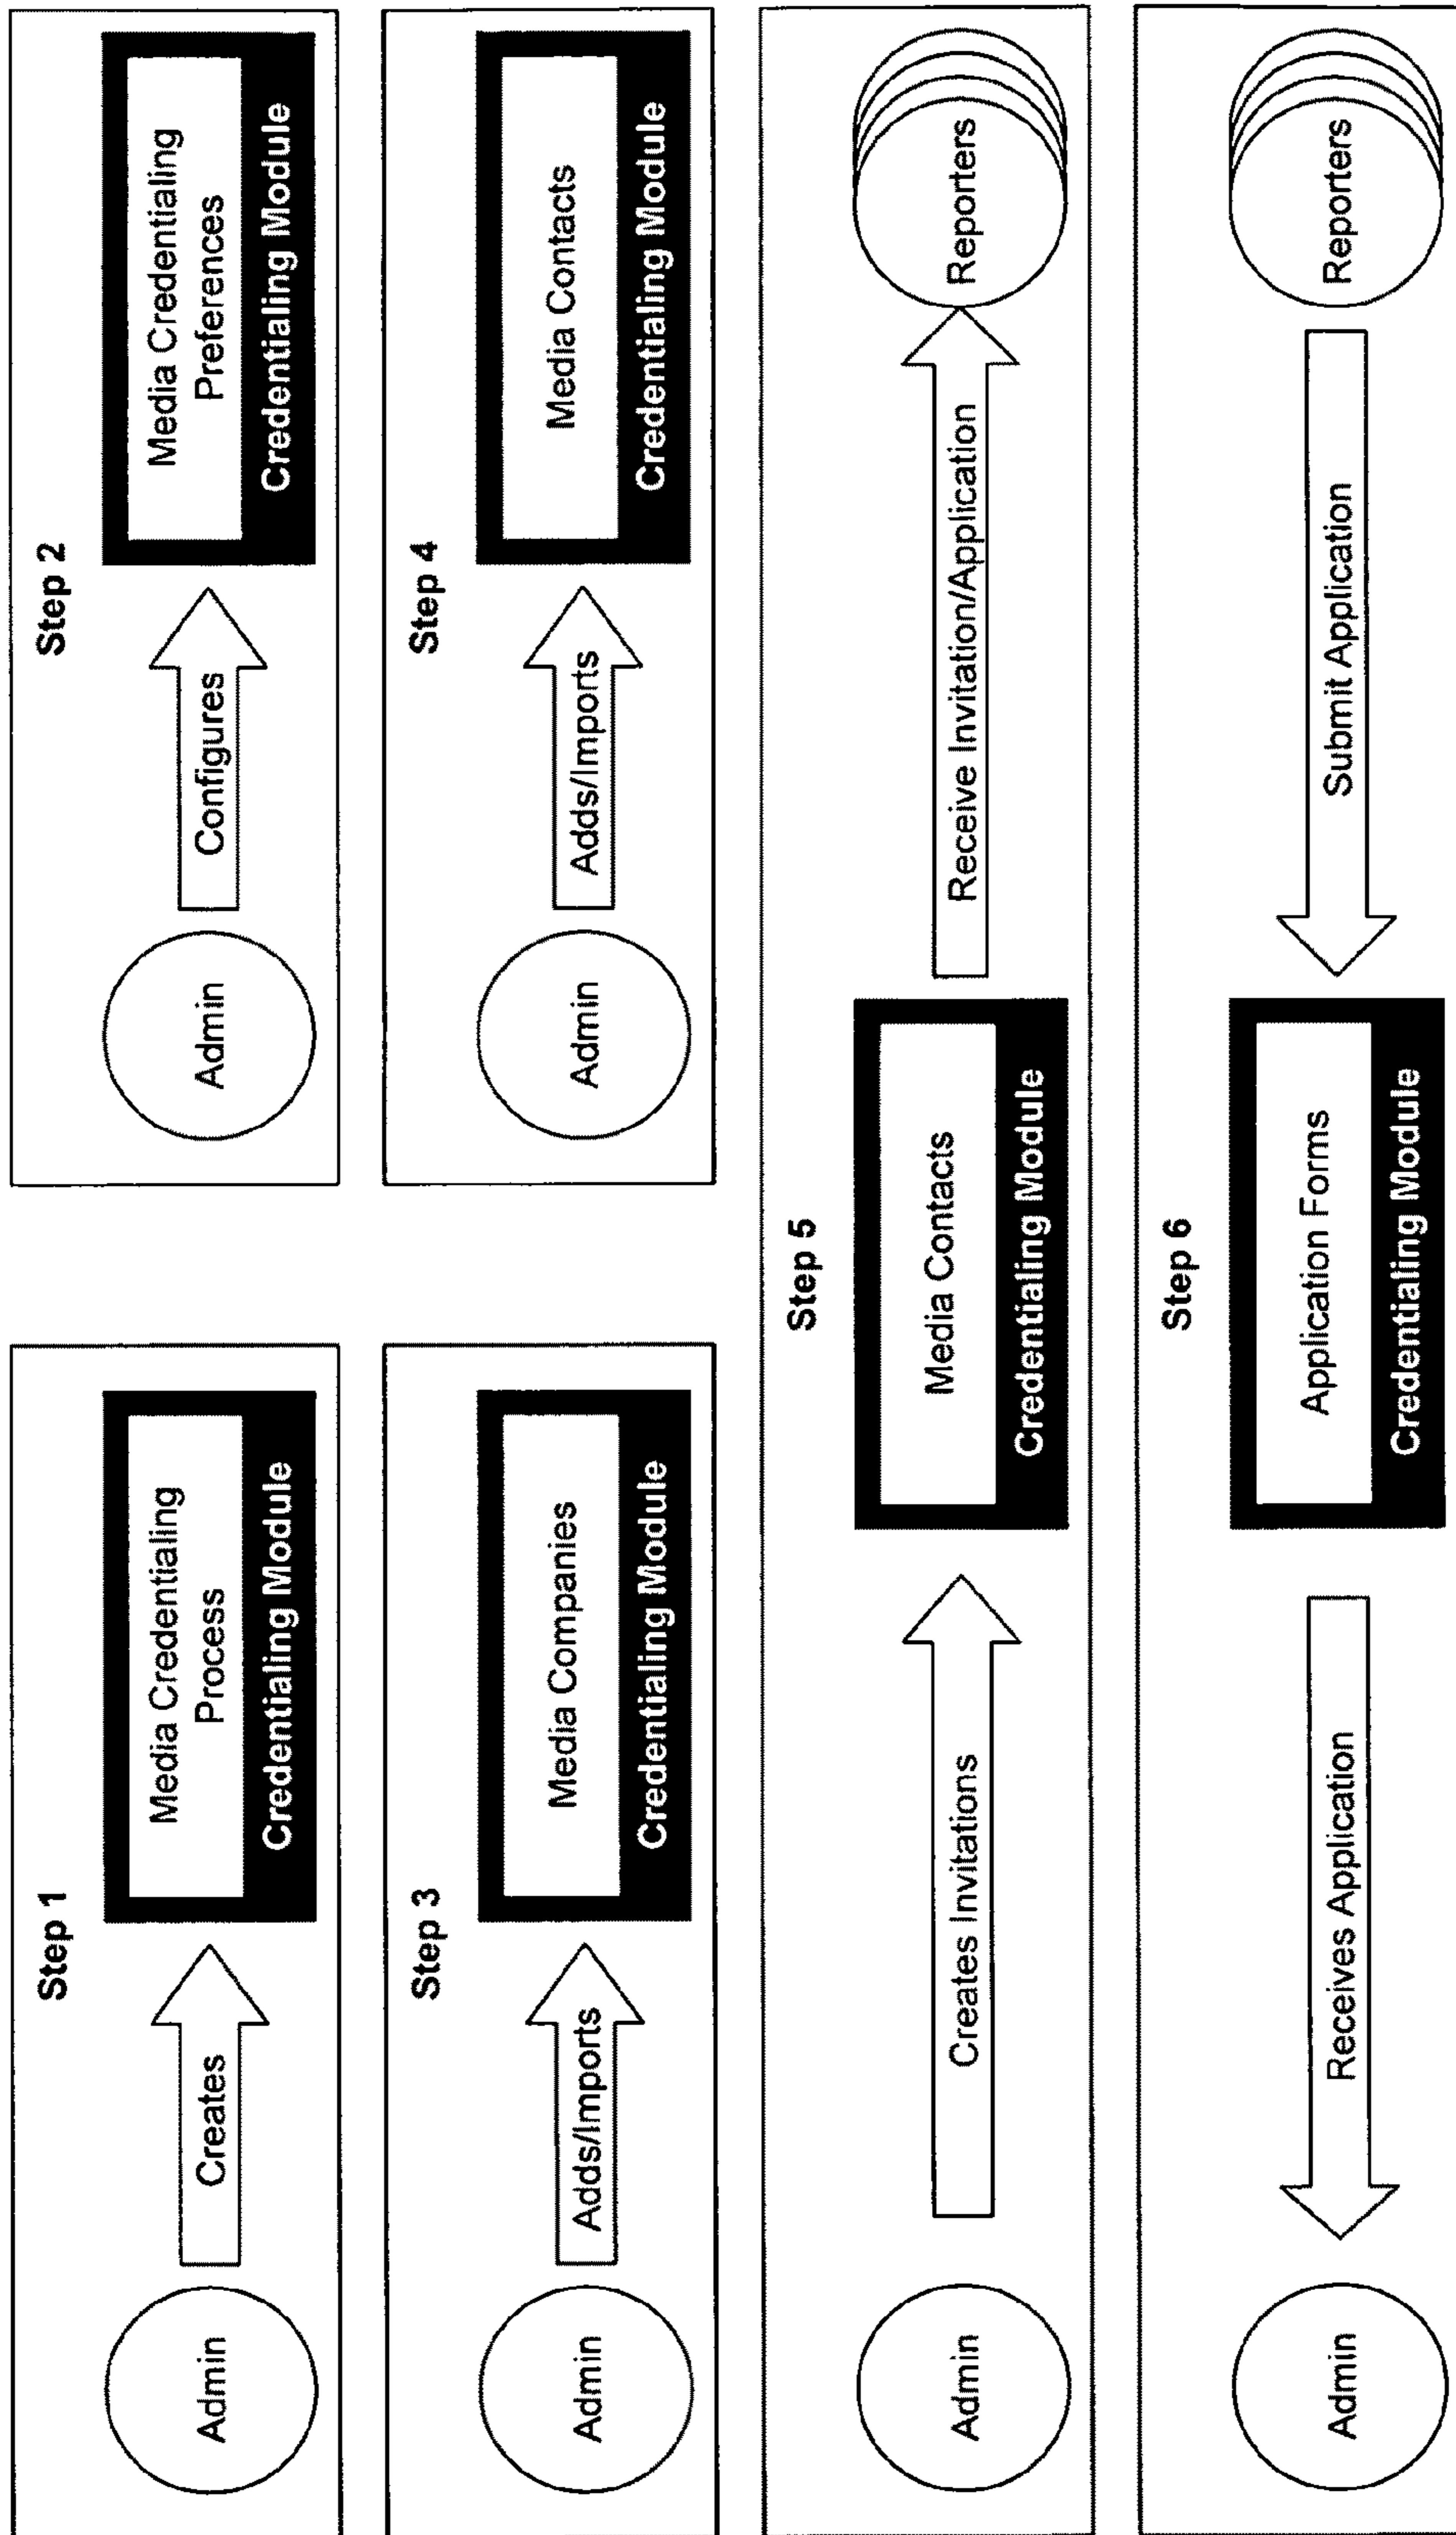 Step 1
Admin
Creates
Media Credentialing
Process
Credentialing Module
Step 2
Admin
Configures
Media Credentialing
Preferences
Credentialing Module
Step 3
Admin
Adds/Imports
Media Companies
Credentialing Module
Step 4
Admin
Adds/Imports
Media Contacts
Credentialing Module
Step 5
Admin
Creates Invitations
Media Contacts
Credentialing Module
Receive Invitation/Application
Reporters
Step 6
Admin
Receives Application
Application Forms
Credentialing Module
Submit Application
Reporters